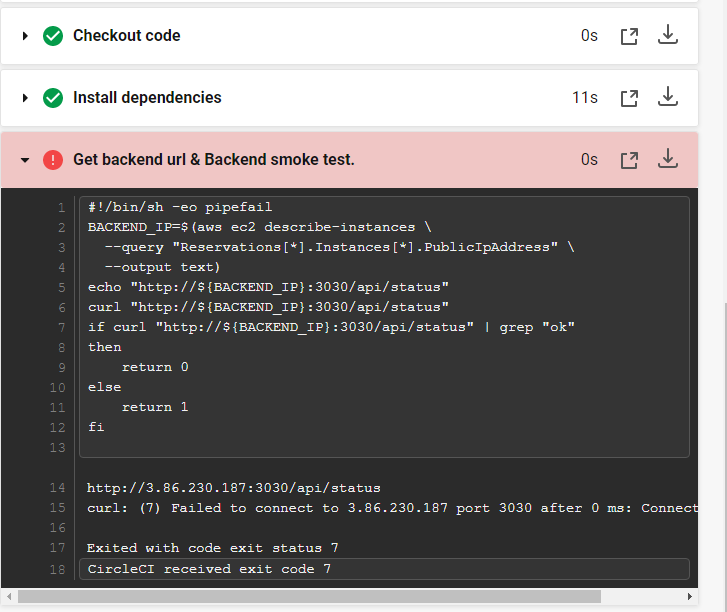 Checkout code 0s
Install dependencies 11s
Get backend url & Backend smoke test. 0s
1 #!/bin/sh -eo pipefail
2 BACKEND_IP=$(aws ec2 describe-instances \
3   --query "Reservations[*].Instances[*].PublicIpAddress" \
4   --output text)
5 echo "http://${BACKEND_IP}:3030/api/status"
6 curl "http://${BACKEND_IP}:3030/api/status"
7 if curl "http://${BACKEND_IP}:3030/api/status" | grep "ok"
8 then
9     return 0
10 else
11     return 1
12 fi
13
14 http://3.86.230.187:3030/api/status
15 curl: (7) Failed to connect to 3.86.230.187 port 3030 after 0 ms: Connect
16
17 Exited with code exit status 7
18 CircleCI received exit code 7